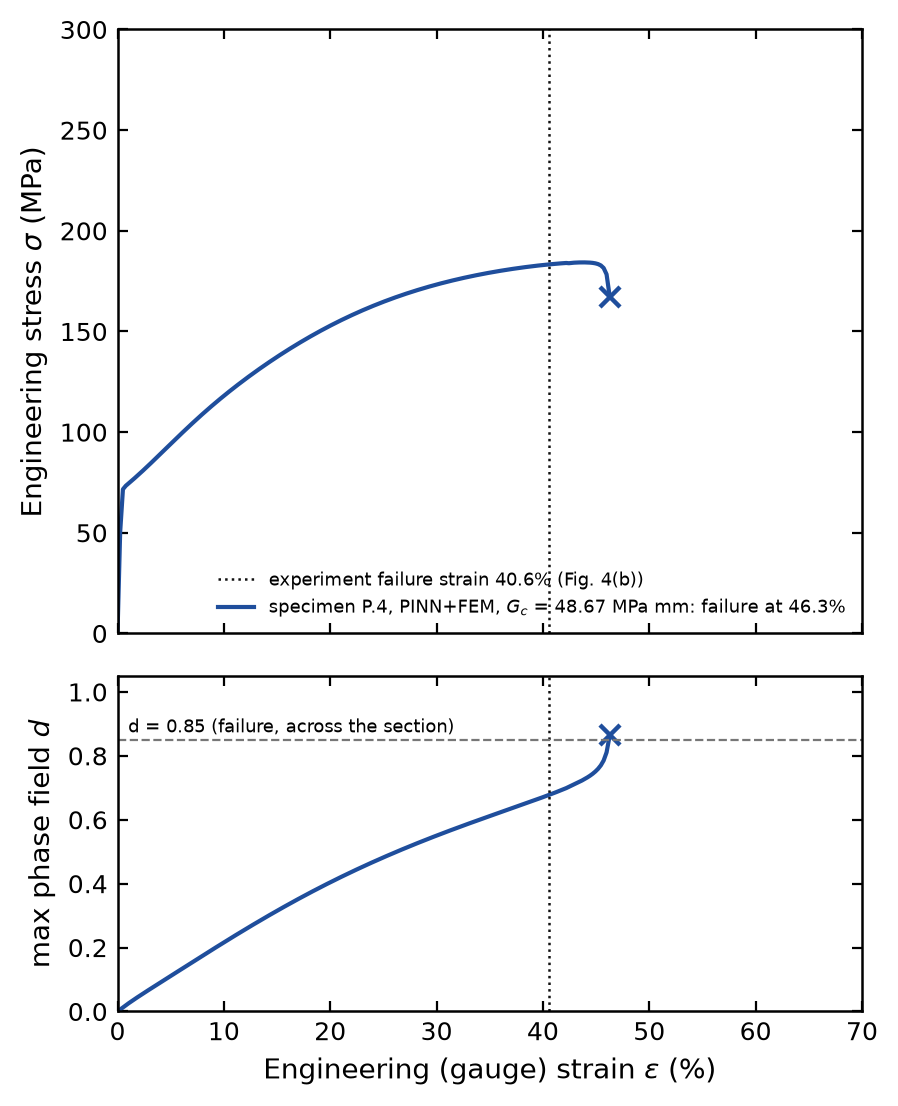 300
250
200
150
100
50
0
Engineering stress σ (MPa)
experiment failure strain 40.6% (Fig. 4(b))
specimen P.4, PINN+FEM, G_c = 48.67 MPa mm: failure at 46.3%
1.0
0.8
0.6
0.4
0.2
0.0
max phase field d
d = 0.85 (failure, across the section)
0 10 20 30 40 50 60 70
Engineering (gauge) strain ε (%)